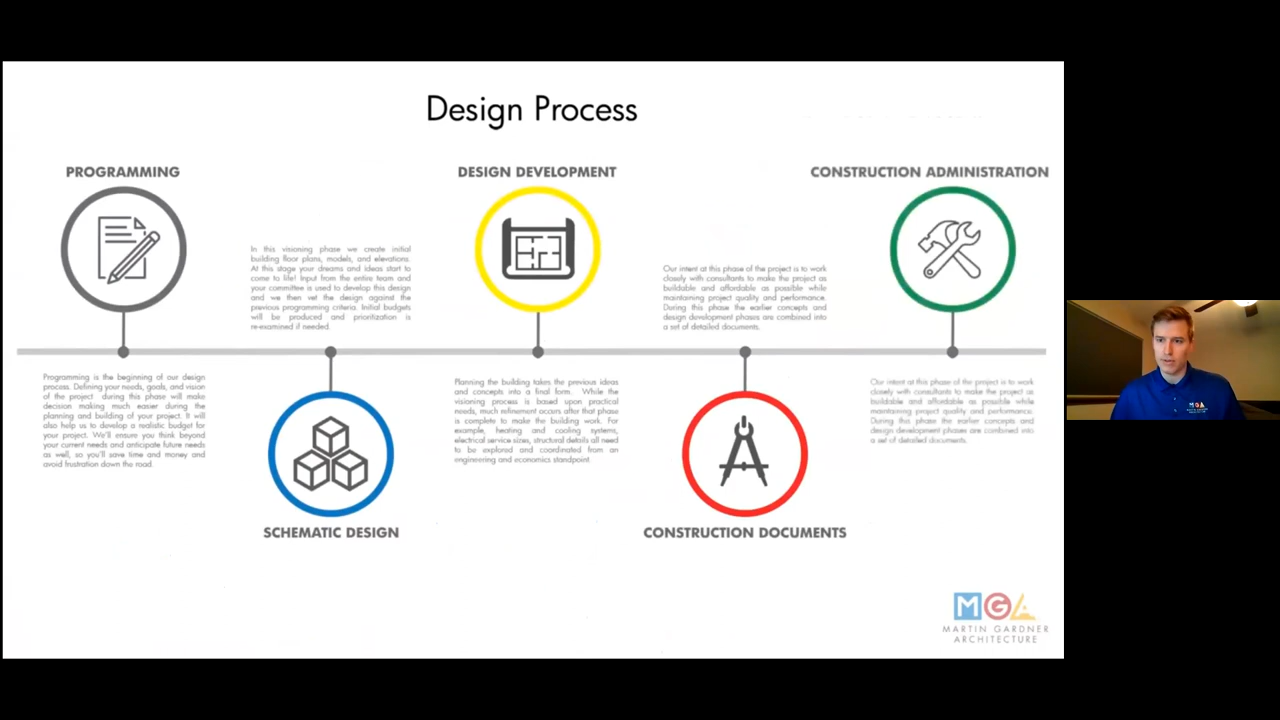 Design Process
PROGRAMMING
Programming is the beginning of our design
process. Defining your needs, goals, and vision
of the project during this phase will make
decision making much easier during the
planning and building of your project. It will
also help us to develop a realistic budget for
your project. We'll ensure you think beyond
your current needs and anticipate future needs
as well, so you'll save time and money and
avoid frustration down the road.
In this visioning phase we create initial
building floor plans, models, and elevations.
At this stage your dreams and ideas start to
come to life! Input from the entire team and
your committee is used to develop this design
and we then vet the design against the
previous programming criteria. Initial budgets
will be produced and prioritization is
re-examined if needed.
SCHEMATIC DESIGN
DESIGN DEVELOPMENT
Planning the building takes the previous ideas
and concepts into a final form. While the
visioning process is based upon practical
needs, much refinement occurs after that phase
is complete to make the building work. For
example, heating and cooling systems,
electrical service sizes, structural details all need
to be explored and coordinated from an
engineering and economics standpoint
Our intent at this phase of the project is to work
closely with consultants to make the project as
buildable and affordable as possible while
maintaining project quality and performance.
During this phase the earlier concepts and
design development phases are combined into
a set of detailed documents.
CONSTRUCTION DOCUMENTS
CONSTRUCTION ADMINISTRATION
Our intent at this phase of the project is to work
closely with consultants to make the project as
buildable and affordable as possible while
maintaining project quality and performance.
During this phase the earlier concepts and
design development phases are combined into
a set of detailed documents.
MGA
MARTIN GARDNER
ARCHITECTURE
MGA